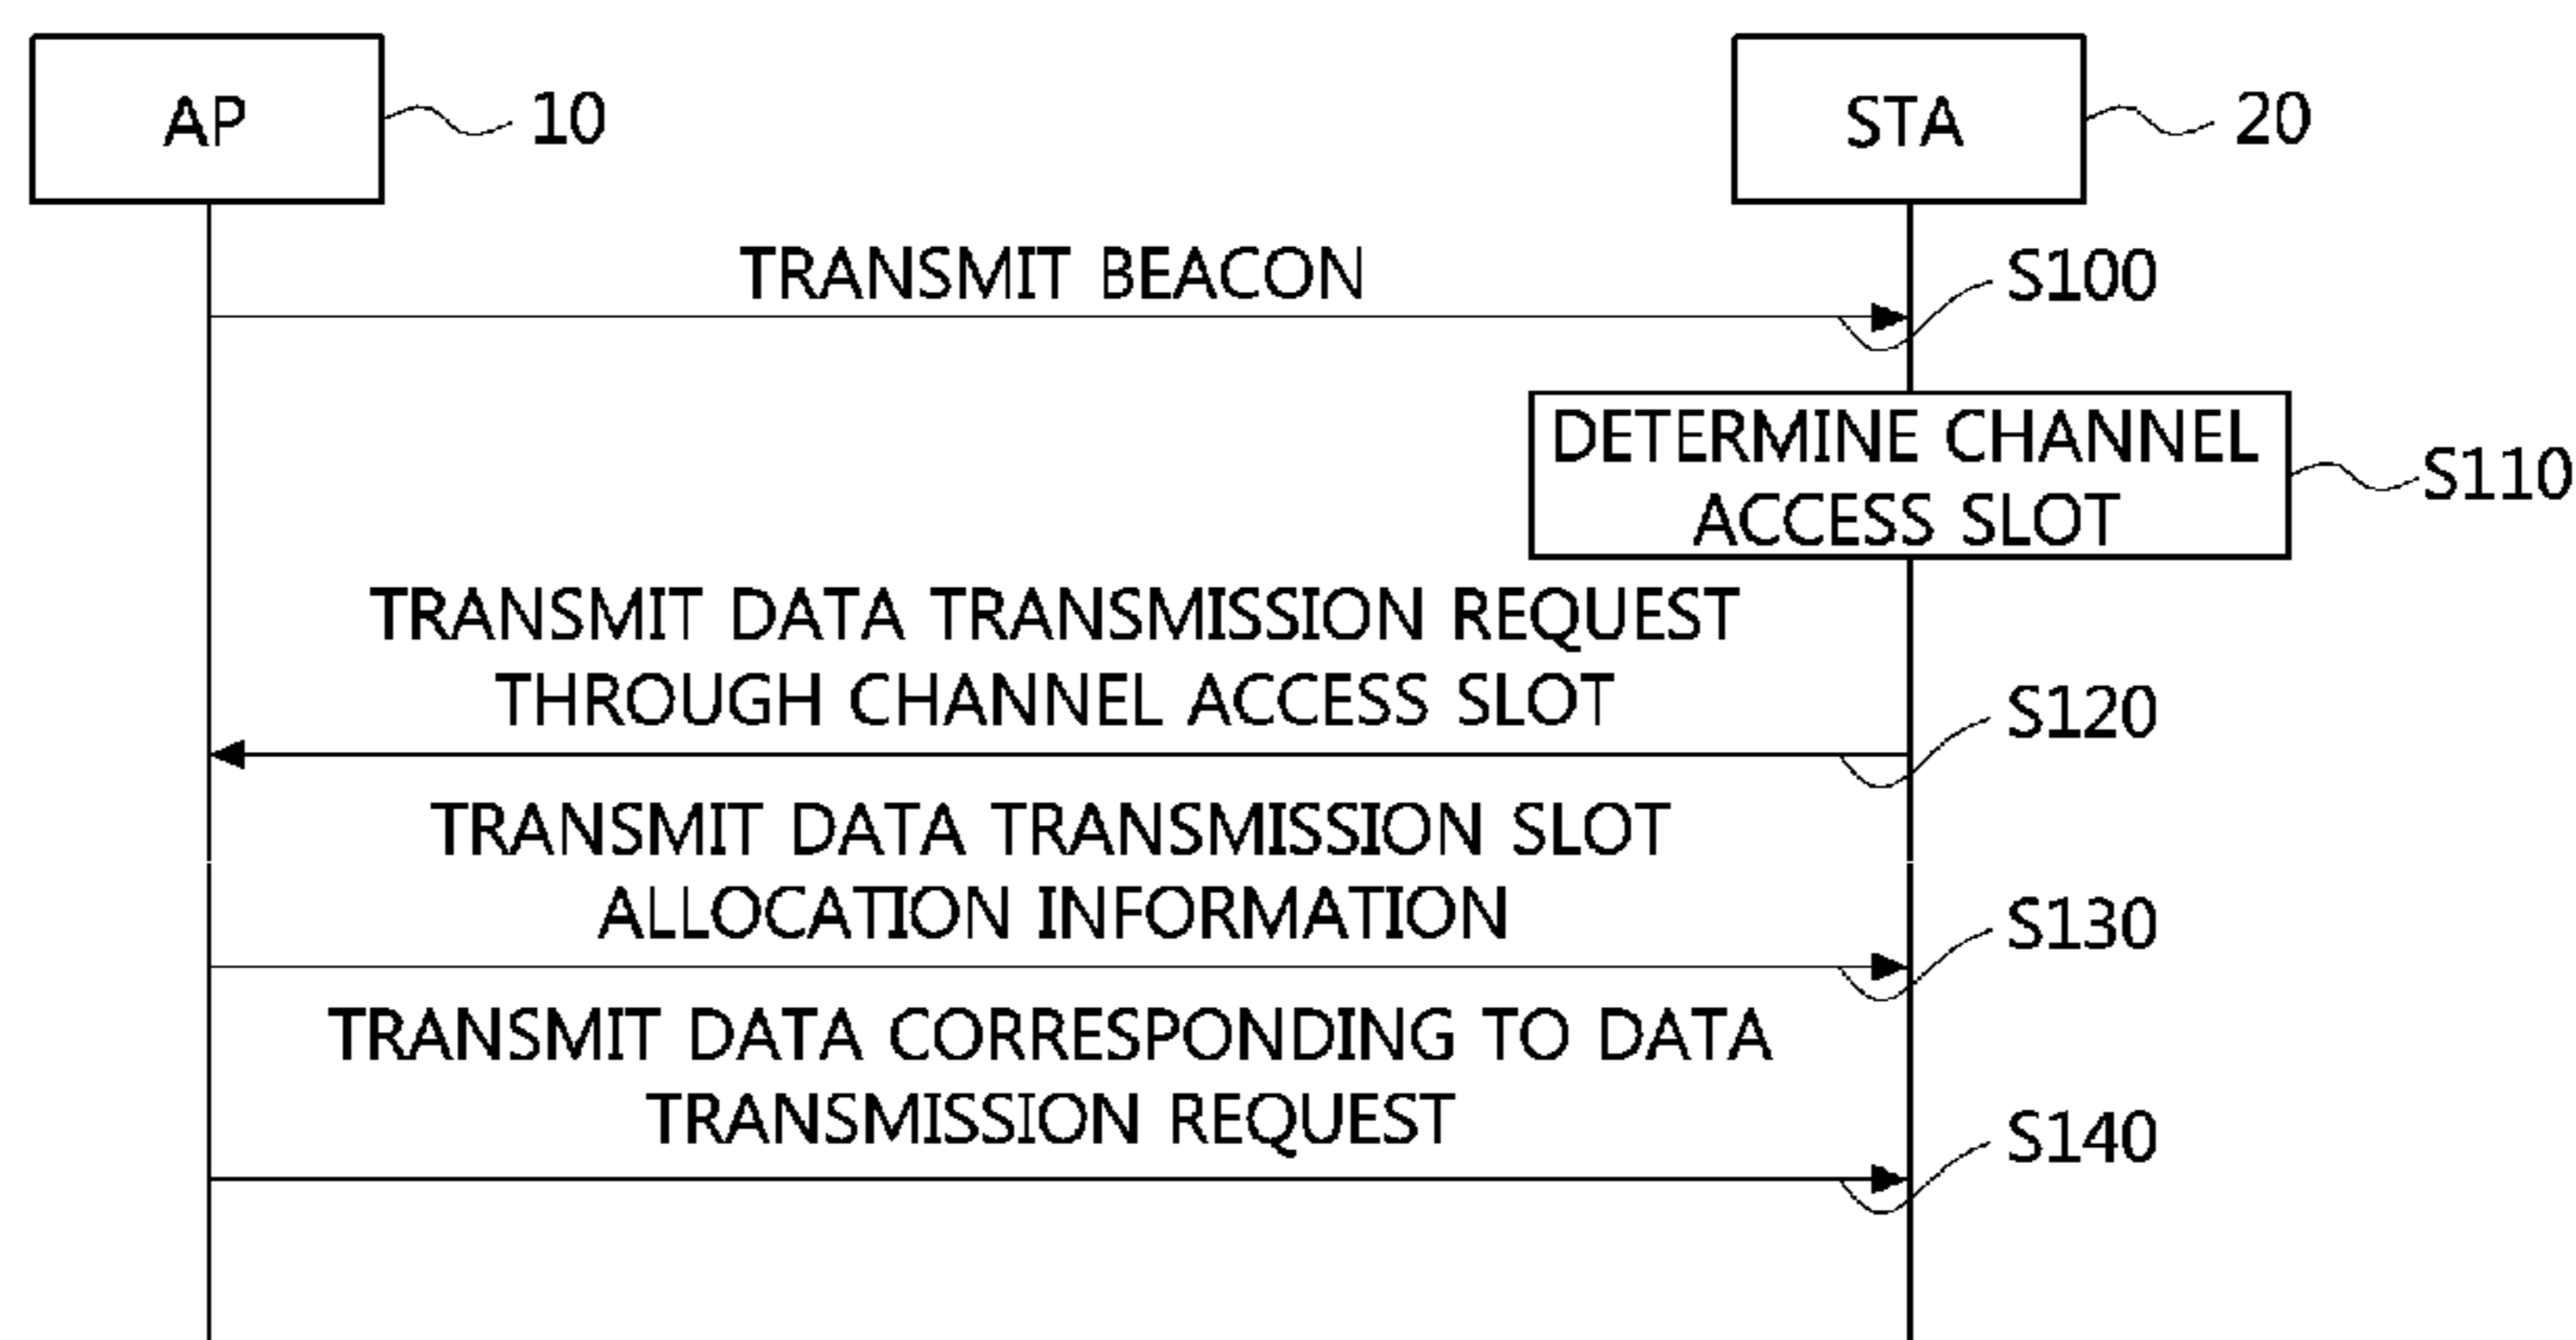 AP
10
STA
20
TRANSMIT BEACON
S100
DETERMINE CHANNEL
ACCESS SLOT
S110
TRANSMIT DATA TRANSMISSION REQUEST
THROUGH CHANNEL ACCESS SLOT
S120
TRANSMIT DATA TRANSMISSION SLOT
ALLOCATION INFORMATION
S130
TRANSMIT DATA CORRESPONDING TO DATA
TRANSMISSION REQUEST
S140